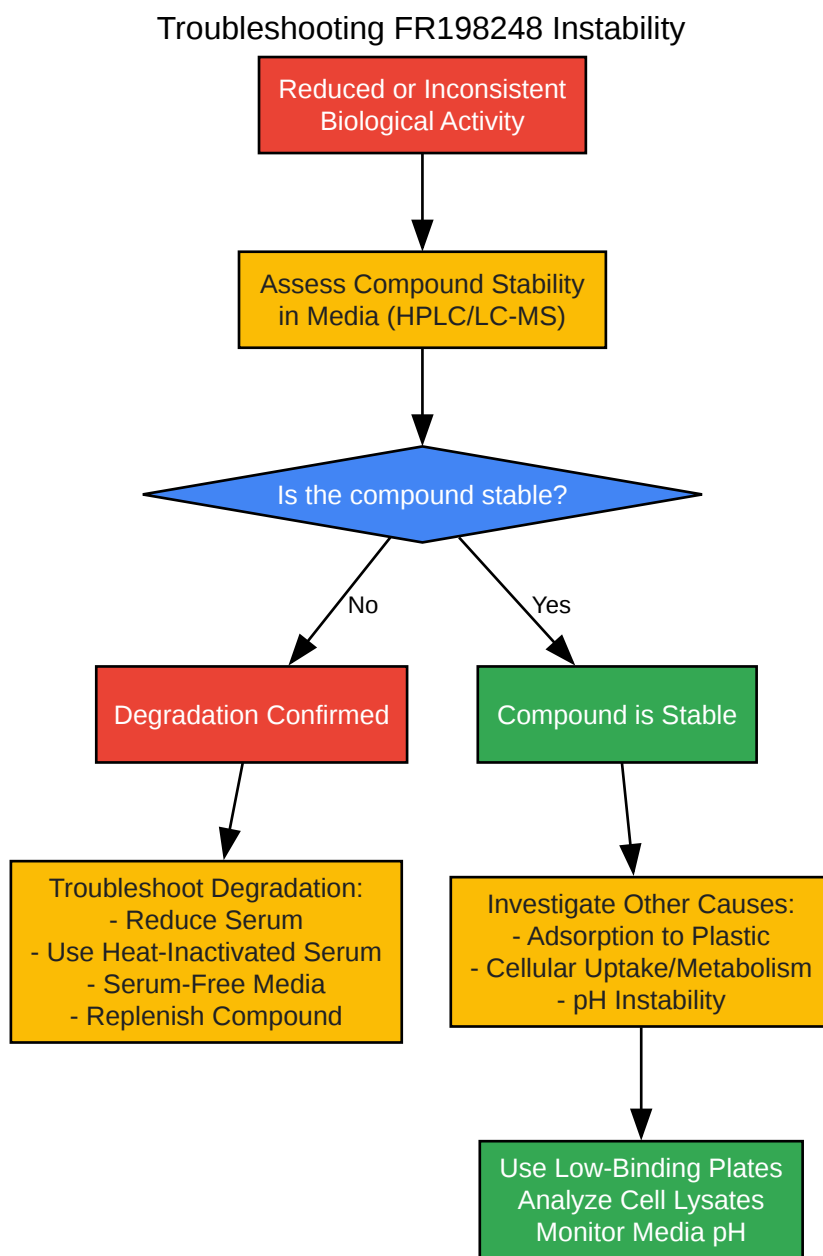 Troubleshooting FR198248 Instability
Reduced or Inconsistent
Biological Activity
Assess Compound Stability
in Media (HPLC/LC-MS)
Is the compound stable?
No
Yes
Degradation Confirmed
Compound is Stable
Troubleshoot Degradation:
- Reduce Serum
- Use Heat-Inactivated Serum
- Serum-Free Media
- Replenish Compound
Investigate Other Causes:
- Adsorption to Plastic
- Cellular Uptake/Metabolism
- pH Instability
Use Low-Binding Plates
Analyze Cell Lysates
Monitor Media pH